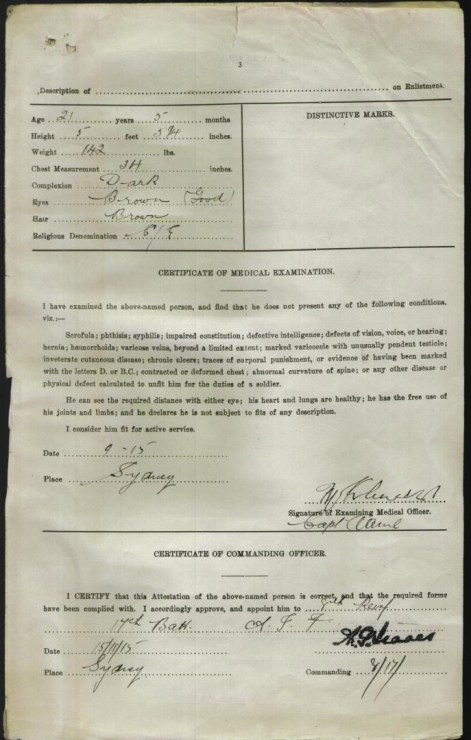 3
Description of on Enlistment.
Age 21 years 5 months
Height 5 feet 5 3/4 inches.
Weight 142 lbs.
Chest Measurement 34 inches.
Complexion Dark
Eyes Brown (Good)
Hair Brown
Religious Denomination C/E
DISTINCTIVE MARKS.
CERTIFICATE OF MEDICAL EXAMINATION.
I have examined the above-named person, and find that he does not present any of the following conditions,
viz.:—
Scrofula; phthisis; syphilis; impaired constitution; defective intelligence; defects of vision, voice, or hearing;
hernia; hæmorrhoids; varicose veins, beyond a limited extent; marked varicocele with unusually pendent testicle;
inveterate cutaneous disease; chronic ulcers; traces of corporal punishment, or evidence of having been marked
with the letters D. or B.C.; contracted or deformed chest; abnormal curvature of spine; or any other disease or
physical defect calculated to unfit him for the duties of a soldier.
He can see the required distance with either eye; his heart and lungs are healthy; he has the free use of
his joints and limbs; and he declares he is not subject to fits of any description.
I consider him fit for active service.
Date 9-15
Place Sydney
Signature of Examining Medical Officer.
Capt
CERTIFICATE OF COMMANDING OFFICER.
I CERTIFY that this Attestation of the above-named person is correct, and that the required forms
have been complied with. I accordingly approve, and appoint him to
17th Batt. A.I.F.
Date 15/11/15
Place Sydney
Commanding 8/17/